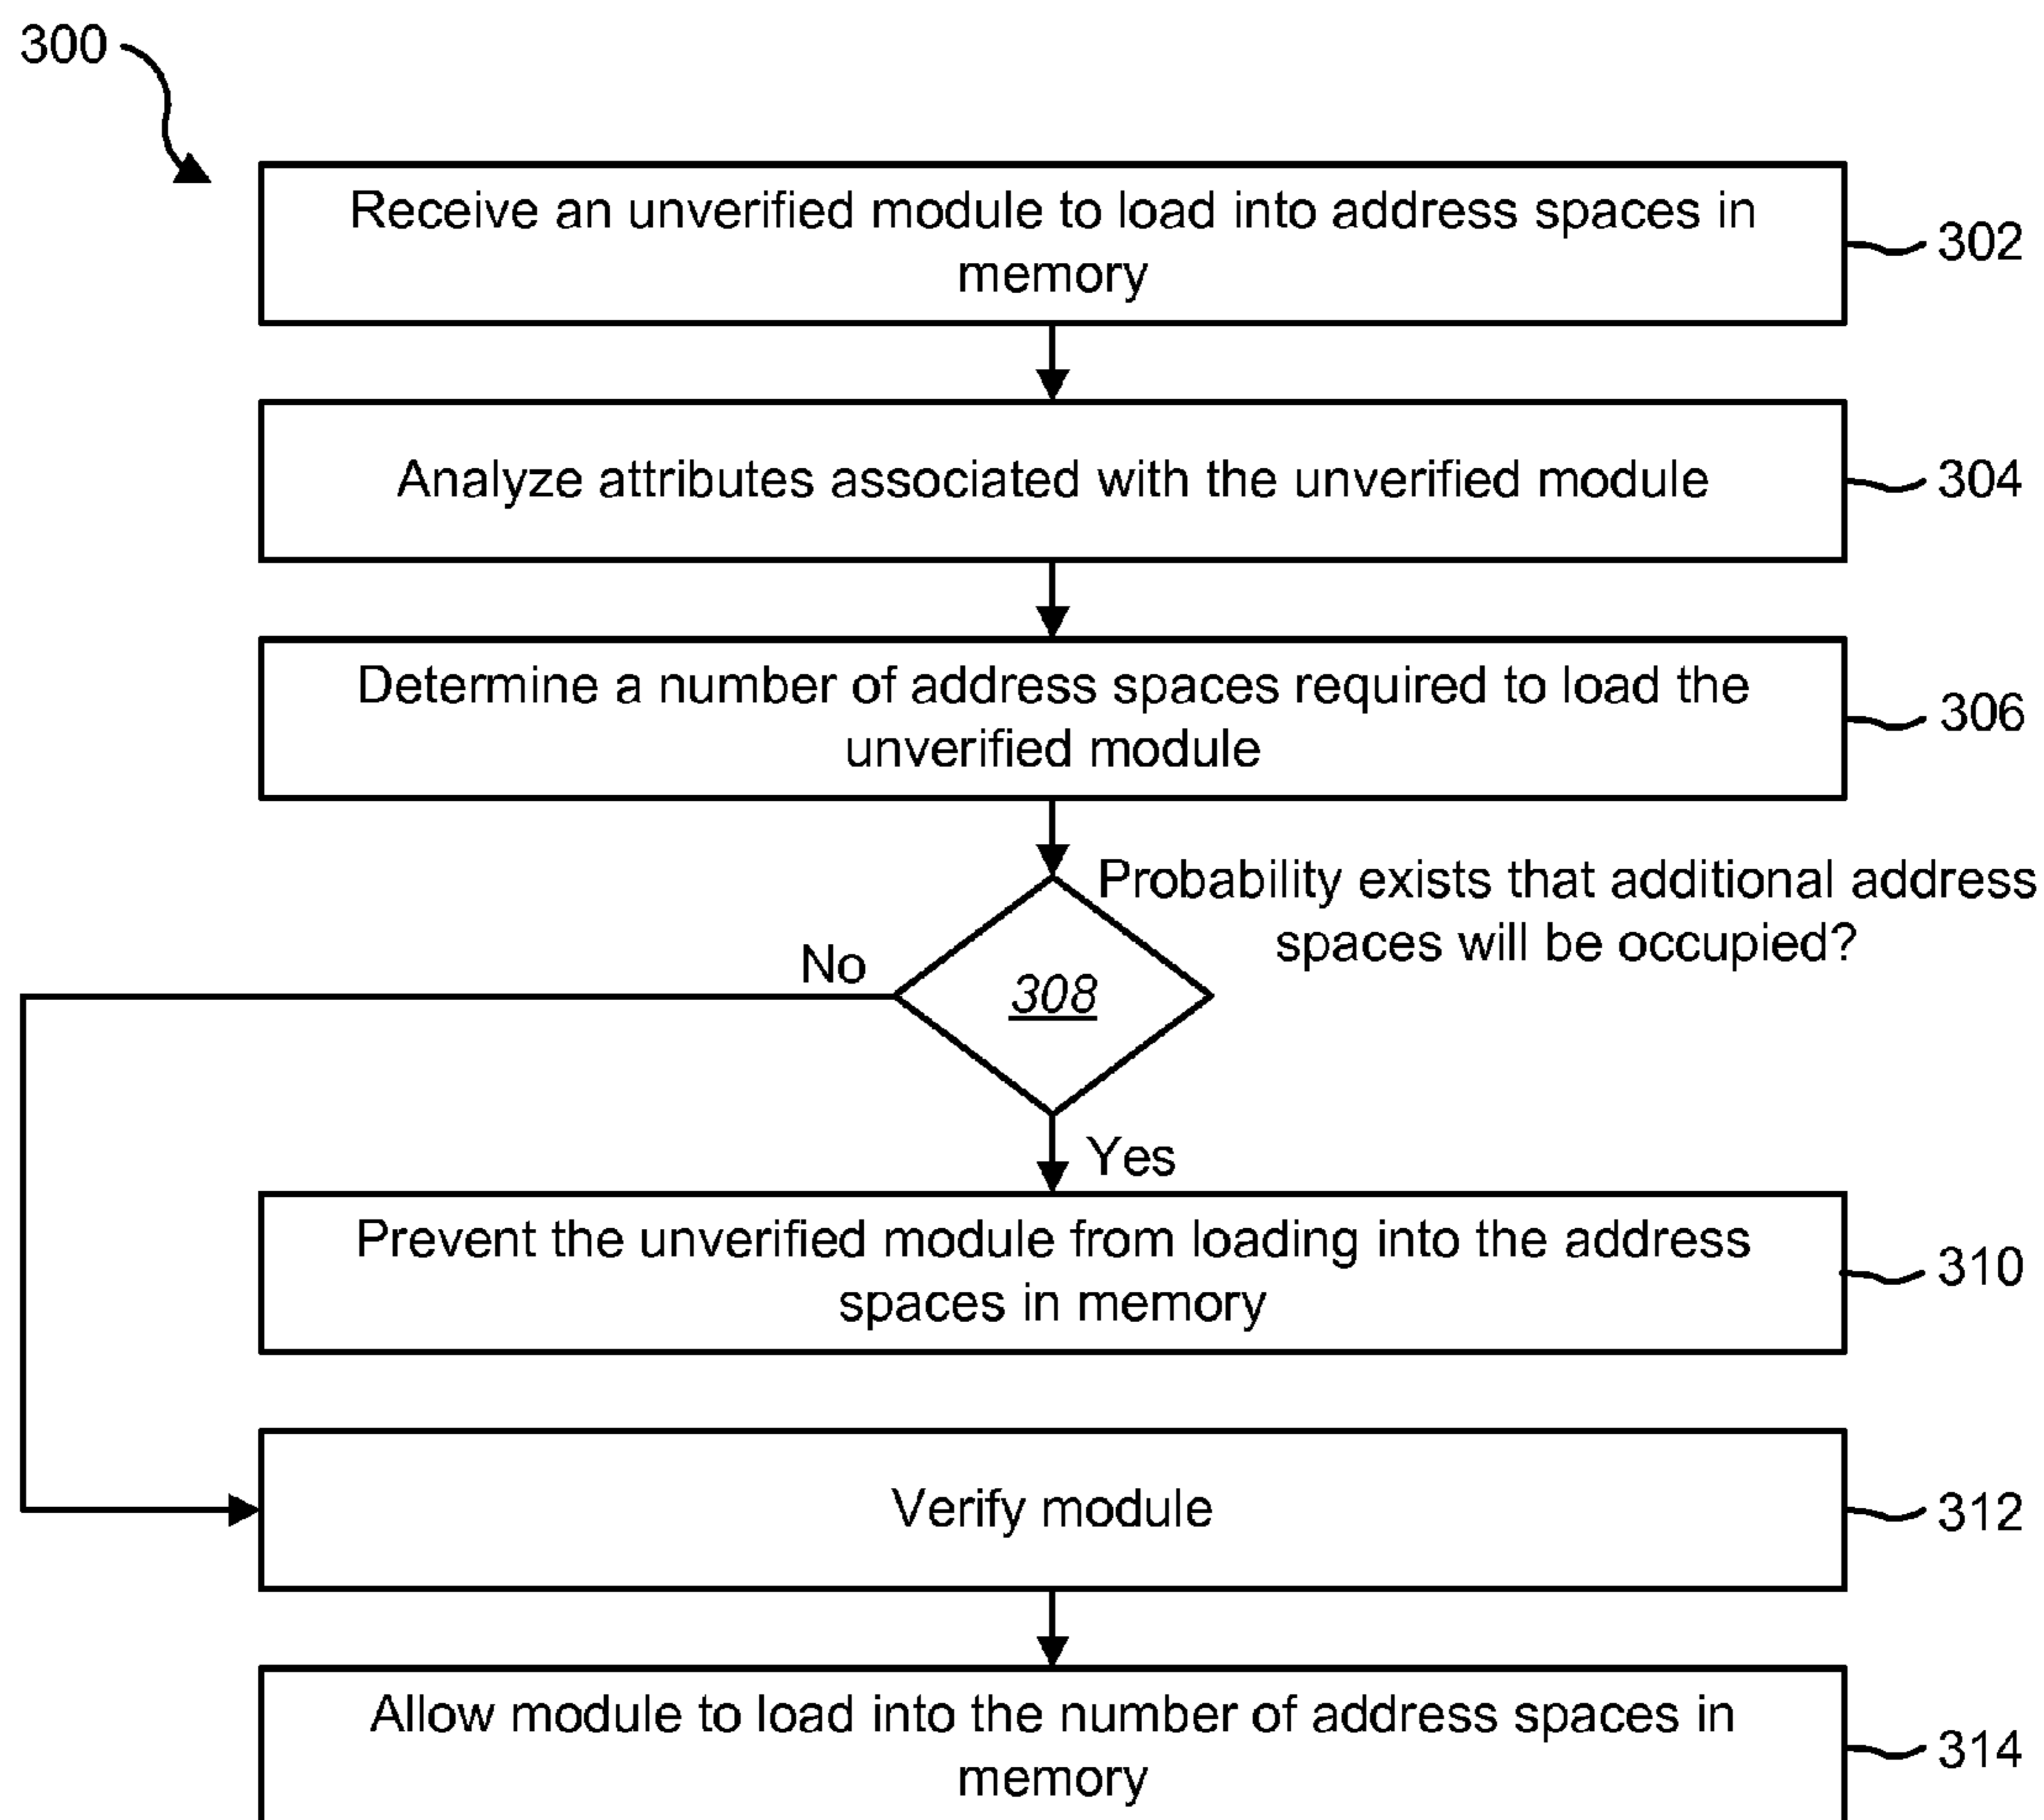 300
Receive an unverified module to load into address spaces in
memory
302
Analyze attributes associated with the unverified module
304
Determine a number of address spaces required to load the
unverified module
306
Probability exists that additional address
spaces will be occupied?
No
308
Yes
Prevent the unverified module from loading into the address
spaces in memory
310
Verify module
312
Allow module to load into the number of address spaces in
memory
314